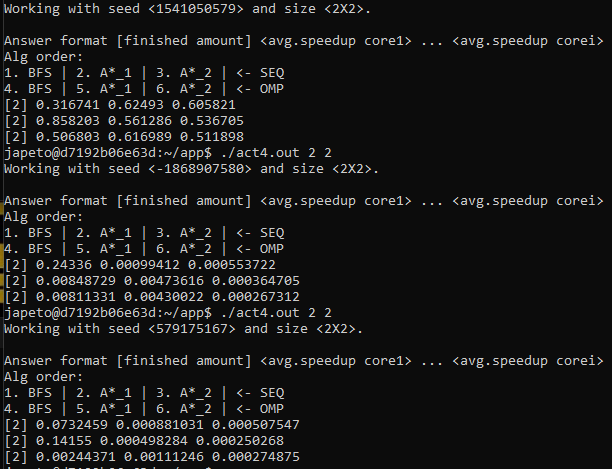 Working with seed <1541050579> and size <2X2>.
Answer format [finished amount] <avg.speedup core1> ... <avg.speedup corei>
Alg order:
1. BFS | 2. A*_1 | 3. A*_2 | <- SEQ
4. BFS | 5. A*_1 | 6. A*_2 | <- OMP
[2] 0.316741 0.62493 0.605821
[2] 0.858203 0.561286 0.536705
[2] 0.506803 0.616989 0.511898
japeto@d7192b06e63d:~/app$ ./act4.out 2 2
Working with seed <-1868907580> and size <2X2>.
Answer format [finished amount] <avg.speedup core1> ... <avg.speedup corei>
Alg order:
1. BFS | 2. A*_1 | 3. A*_2 | <- SEQ
4. BFS | 5. A*_1 | 6. A*_2 | <- OMP
[2] 0.24336 0.00099412 0.000553722
[2] 0.00848729 0.00473616 0.000364705
[2] 0.00811331 0.00430022 0.000267312
japeto@d7192b06e63d:~/app$ ./act4.out 2 2
Working with seed <579175167> and size <2X2>.
Answer format [finished amount] <avg.speedup core1> ... <avg.speedup corei>
Alg order:
1. BFS | 2. A*_1 | 3. A*_2 | <- SEQ
4. BFS | 5. A*_1 | 6. A*_2 | <- OMP
[2] 0.0732459 0.000881031 0.000507547
[2] 0.14155 0.000498284 0.000250268
[2] 0.00244371 0.00111246 0.000274875